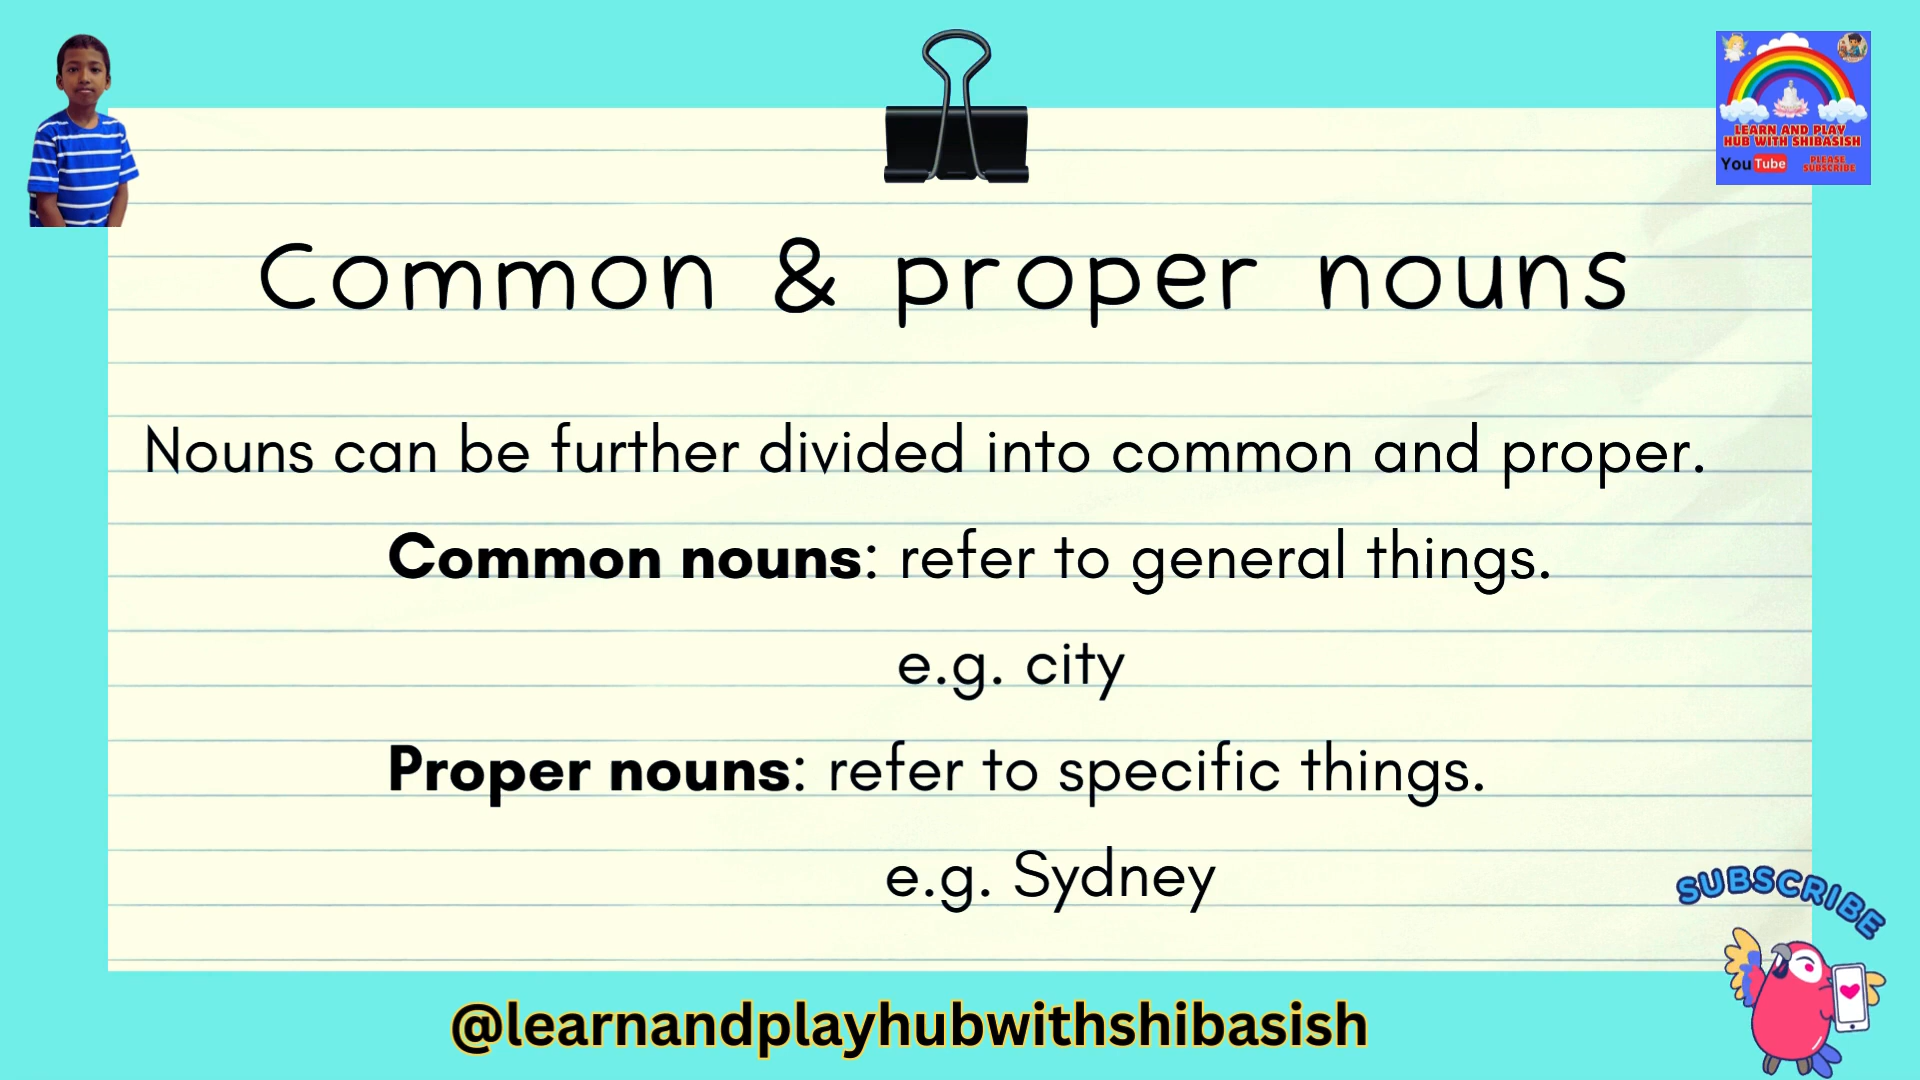 LEARN AND PLAY
HUB WITH SHIBASISH
YouTube
PLEASE
SUBSCRIBE
Common & proper nouns
Nouns can be further divided into common and proper.
Common nouns: refer to general things.
e.g. city
Proper nouns: refer to specific things.
e.g. Sydney
SUBSCRIBE
@learnandplayhubwithshibasish